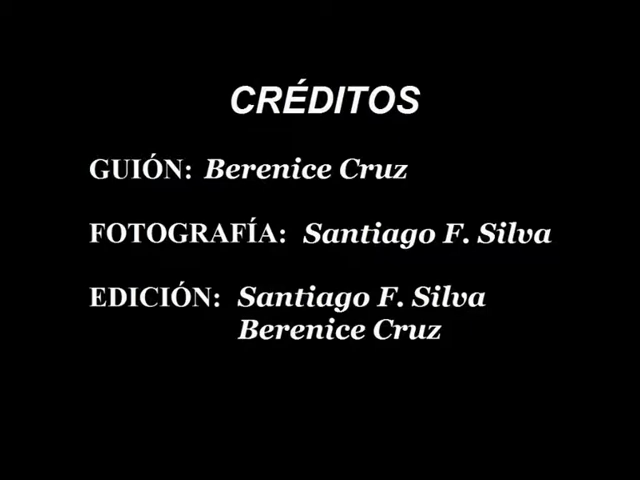 CRÉDITOS
GUIÓN: Berenice Cruz
FOTOGRAFÍA: Santiago F. Silva
EDICIÓN: Santiago F. Silva
Berenice Cruz